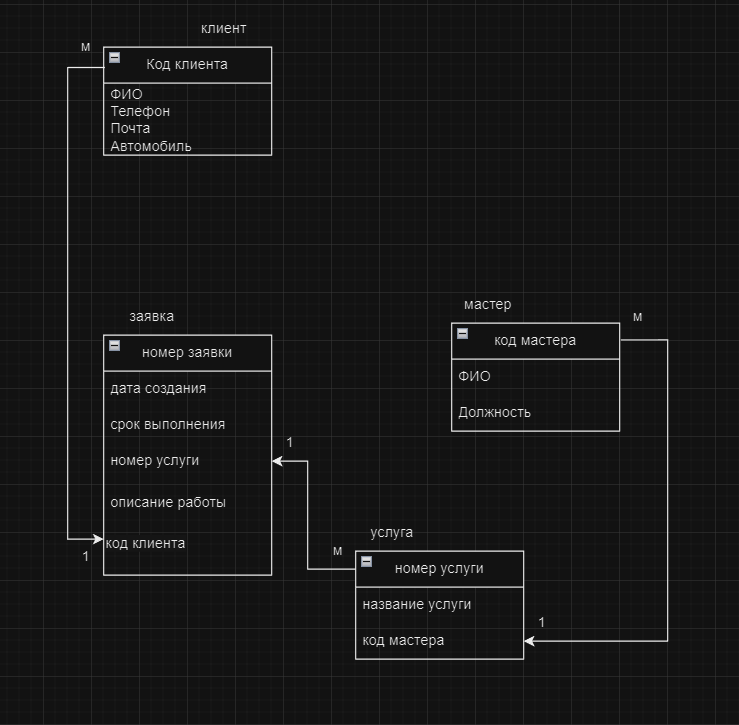 клиент
м
Код клиента
ФИО
Телефон
Почта
Автомобиль
заявка
номер заявки
дата создания
срок выполнения
номер услуги
описание работы
код клиента
1
мастер
м
код мастера
ФИО
Должность
1
услуга
м
номер услуги
название услуги
код мастера
1